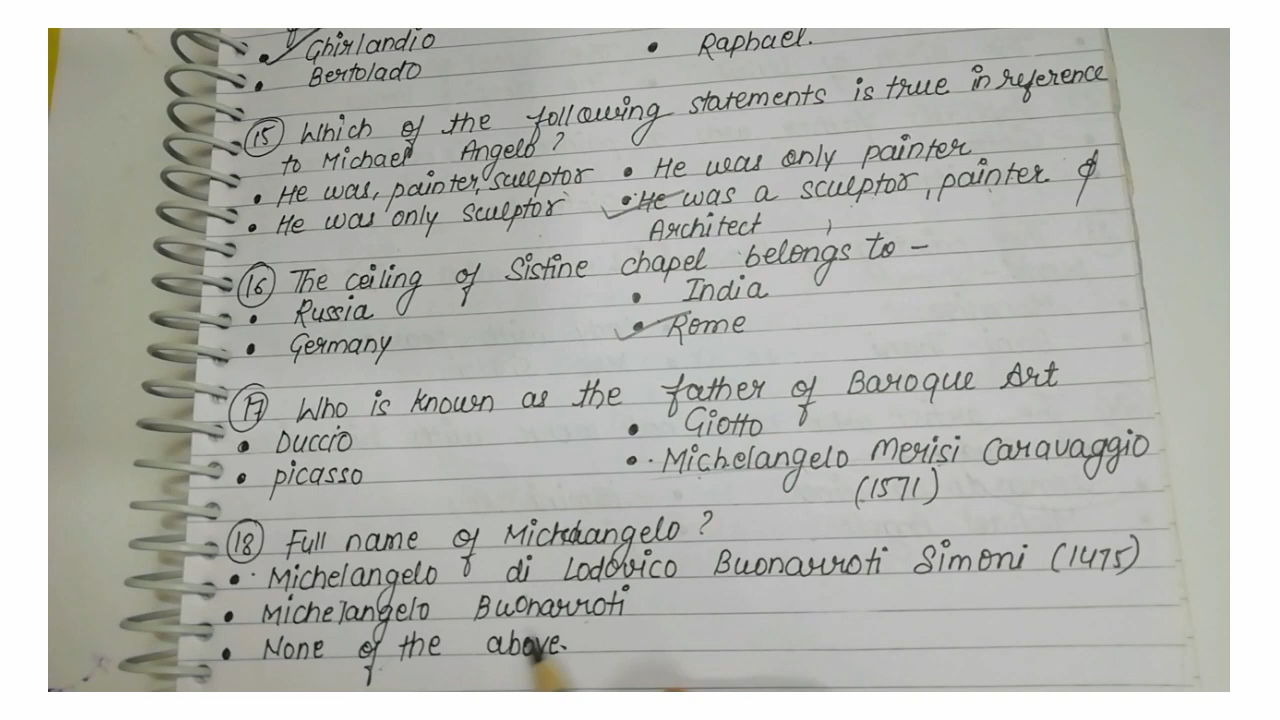 Ghirlandio
• Raphael.
• Bertolado
15 Which of the following statements is true in reference
to Michael Angelo?
• He was, painter, sculptor • He was only painter
• He was only sculptor • He was a sculptor, painter &
Architect
16 The ceiling of Sistine chapel belongs to –
• Russia • India
• Germany • Rome
17 Who is known as the father of Baroque Art
• Duccio • Giotto
• picasso • Michelangelo Merisi Caravaggio
(1571)
18 Full name of Michelangelo?
• Michelangelo di Lodovico Buonarroti Simoni (1475)
• Michelangelo Buonarroti
• None of the above.